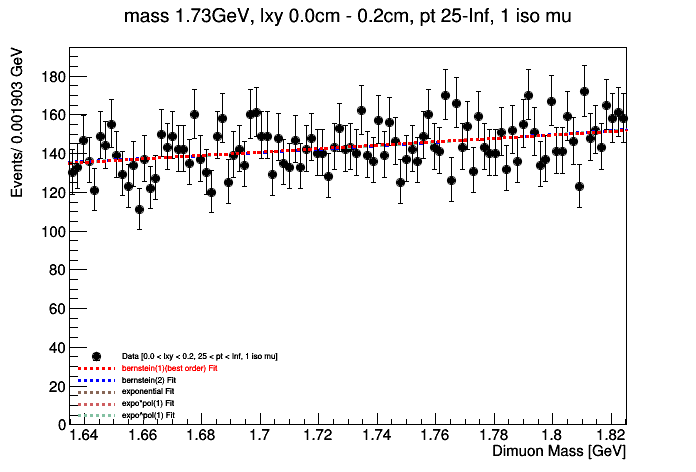 mass 1.73GeV, lxy 0.0cm - 0.2cm, pt 25-Inf, 1 iso mu
Events/ 0.001903 GeV
180
160
140
120
100
80
60
40
20
0
Data [0.0 < lxy < 0.2, 25 < pt < Inf, 1 iso mu]
bernstein(1)(best order) Fit
bernstein(2) Fit
exponential Fit
expo*pol(1) Fit
expo^pol(1) Fit
1.64 1.66 1.68 1.7 1.72 1.74 1.76 1.78 1.8 1.82
Dimuon Mass [GeV]